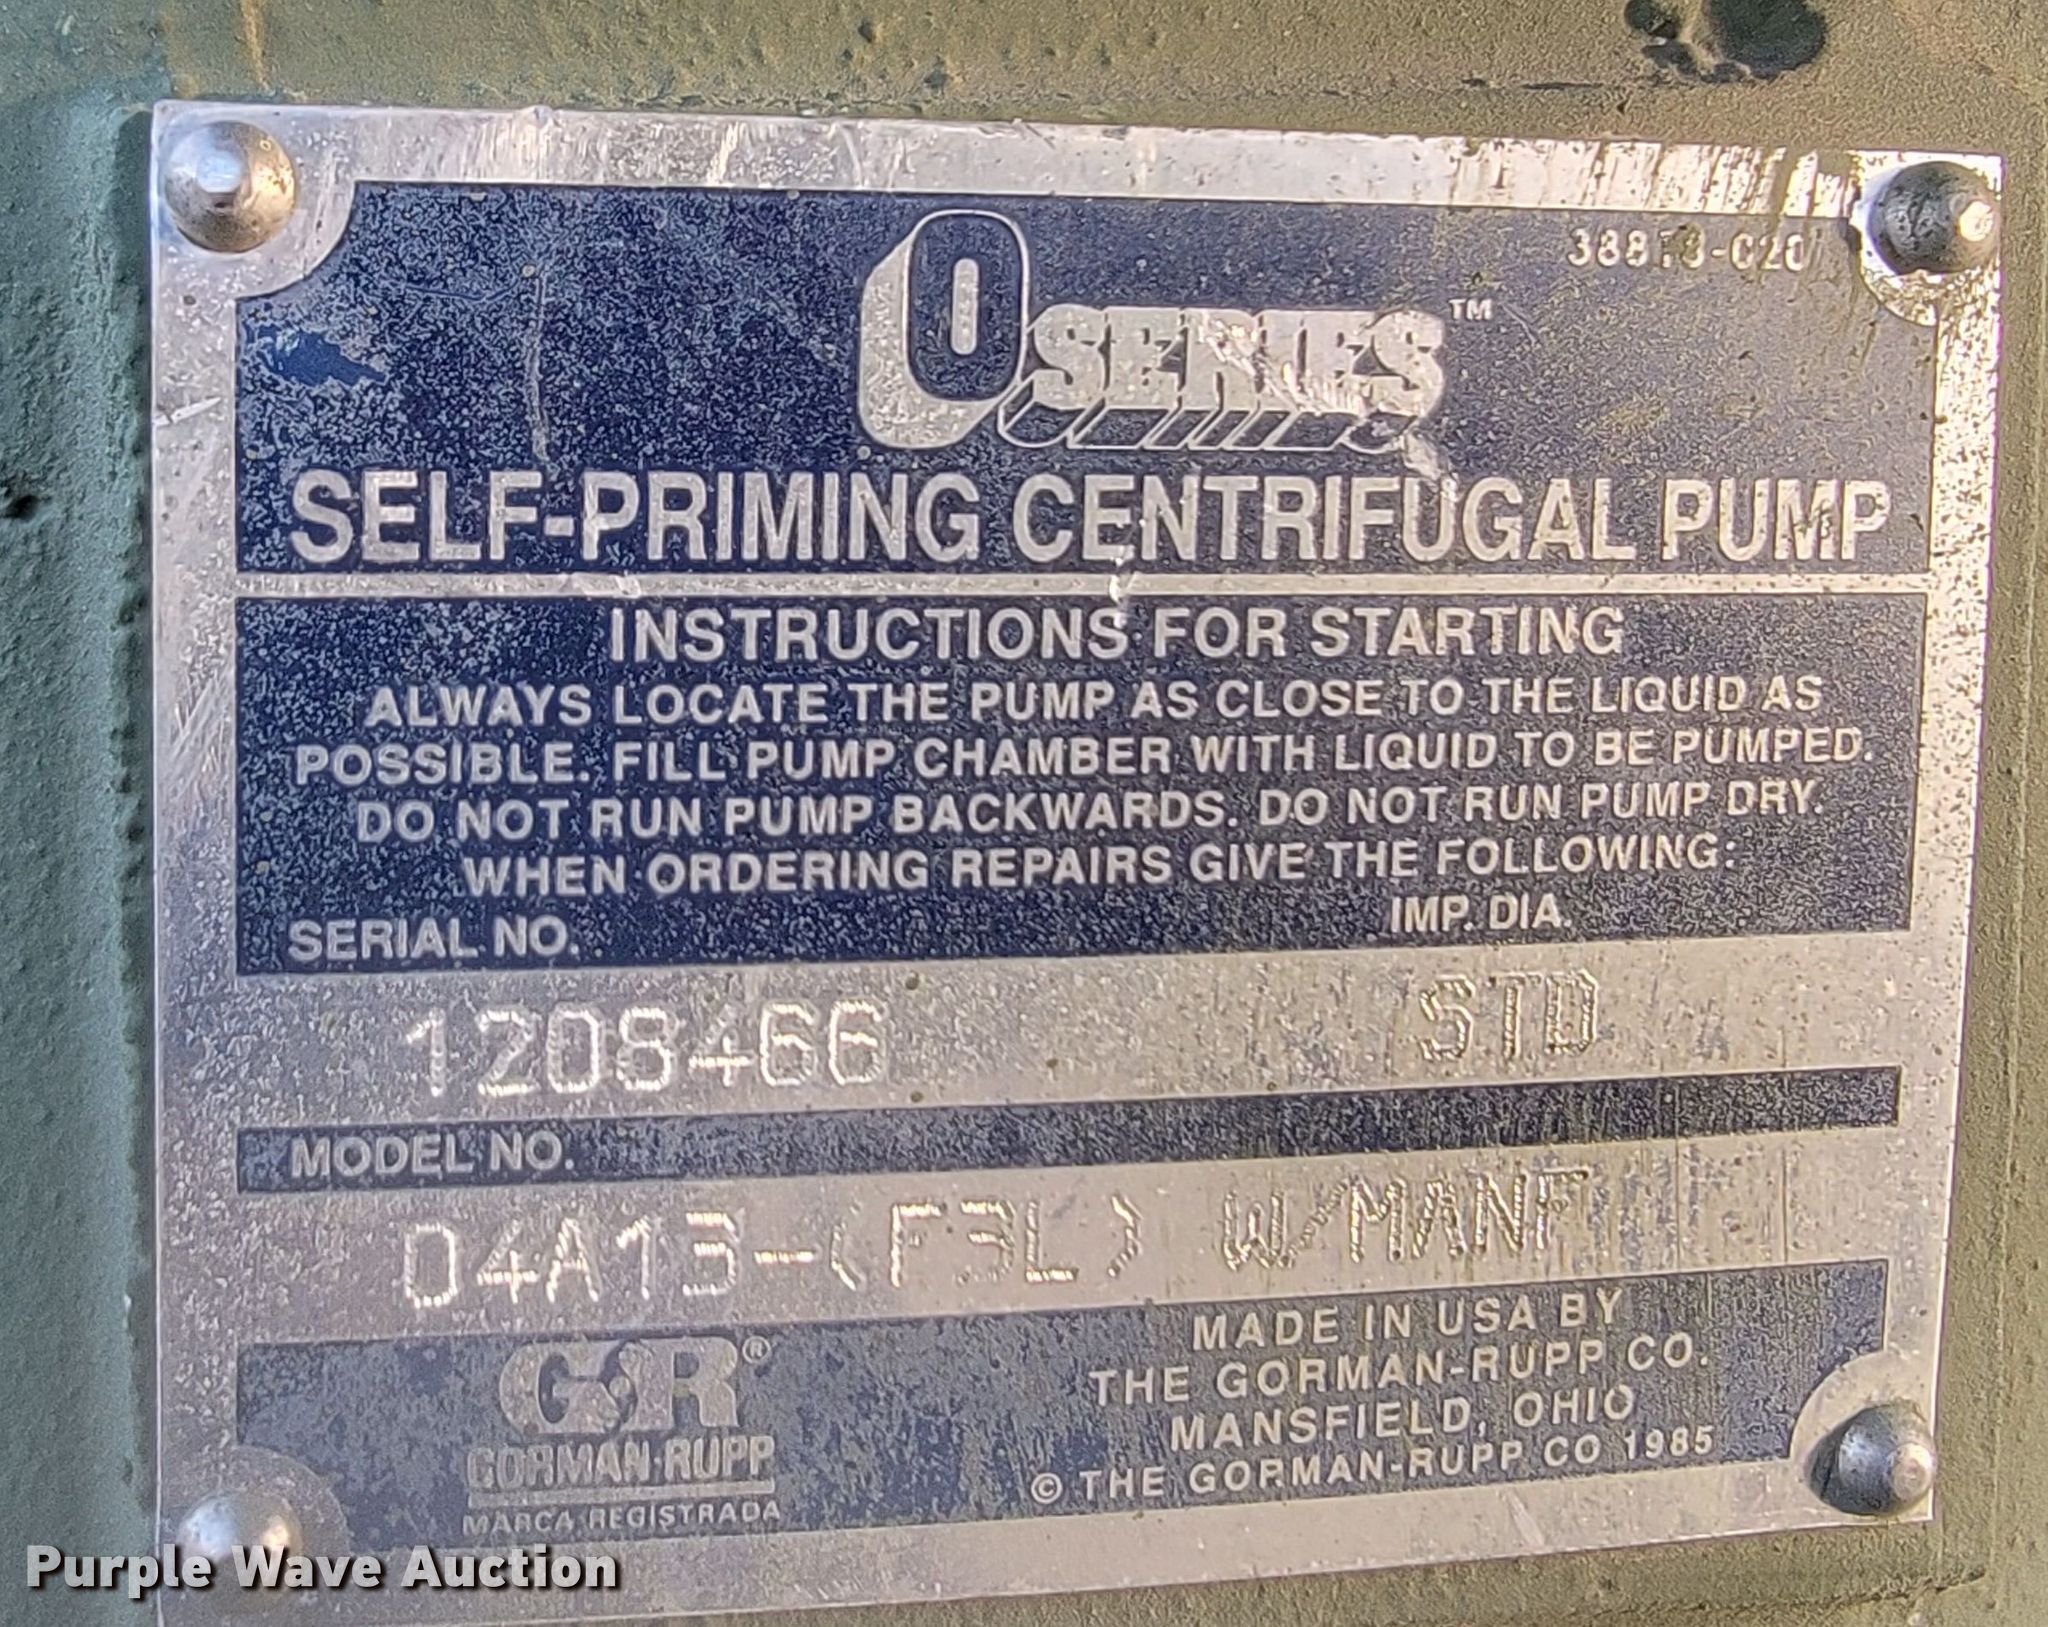 0 SERIES™
SELF-PRIMING CENTRIFUGAL PUMP
INSTRUCTIONS FOR STARTING
ALWAYS LOCATE THE PUMP AS CLOSE TO THE LIQUID AS
POSSIBLE. FILL PUMP CHAMBER WITH LIQUID TO BE PUMPED.
DO NOT RUN PUMP BACKWARDS. DO NOT RUN PUMP DRY.
WHEN ORDERING REPAIRS GIVE THE FOLLOWING:
SERIAL NO. IMP. DIA.
1208466 STD
MODEL NO.
04A13-(F3L) W/MANF
G&R®
GORMAN-RUPP
MARCA REGISTRADA
MADE IN USA BY
THE GORMAN-RUPP CO.
MANSFIELD, OHIO
© THE GORMAN-RUPP CO 1985
Purple Wave Auction